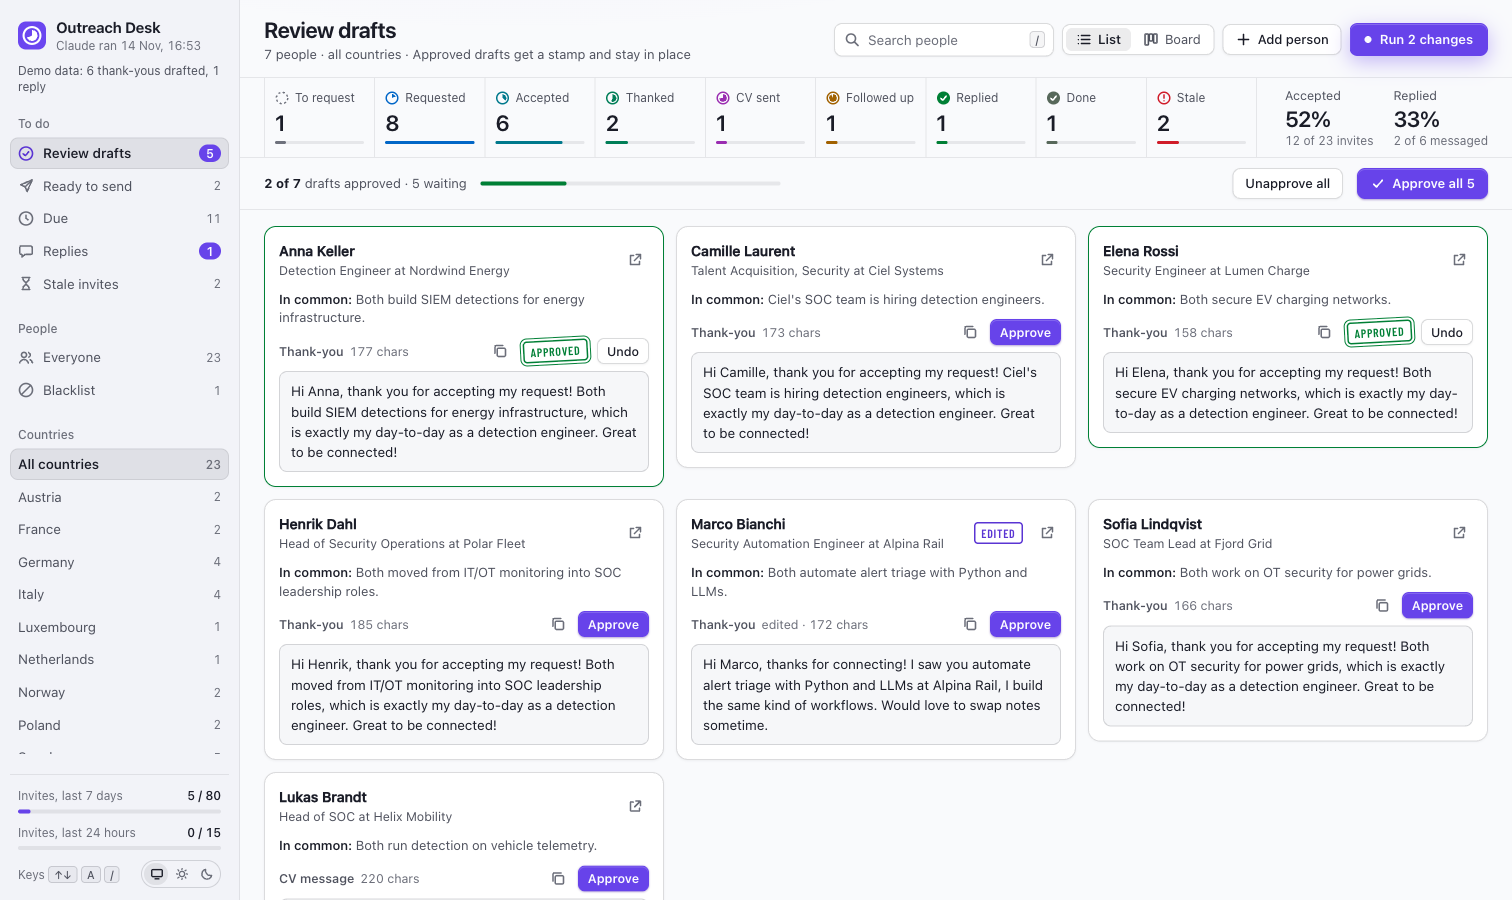 Outreach Desk
Claude ran 14 Nov, 16:53
Demo data: 6 thank-yous drafted, 1
reply
To do
Review drafts 5
Ready to send 2
Due 11
Replies 1
Stale invites 2
People
Everyone 23
Blacklist 1
Countries
All countries 23
Austria 2
France 2
Germany 4
Italy 4
Luxembourg 1
Netherlands 1
Norway 2
Poland 2
Invites, last 7 days 5 / 80
Invites, last 24 hours 0 / 15
Keys ↑↓ A /
Review drafts
7 people · all countries · Approved drafts get a stamp and stay in place
Search people /
List
Board
Add person
Run 2 changes
To request
1
Requested
8
Accepted
6
Thanked
2
CV sent
1
Followed up
1
Replied
1
Done
1
Stale
2
Accepted
52%
12 of 23 invites
Replied
33%
2 of 6 messaged
2 of 7 drafts approved · 5 waiting
Unapprove all
Approve all 5
Anna Keller
Detection Engineer at Nordwind Energy
In common: Both build SIEM detections for energy
infrastructure.
Thank-you 177 chars
APPROVED
Undo
Hi Anna, thank you for accepting my request! Both
build SIEM detections for energy infrastructure, which
is exactly my day-to-day as a detection engineer. Great
to be connected!
Camille Laurent
Talent Acquisition, Security at Ciel Systems
In common: Ciel's SOC team is hiring detection engineers.
Thank-you 173 chars
Approve
Hi Camille, thank you for accepting my request! Ciel's
SOC team is hiring detection engineers, which is
exactly my day-to-day as a detection engineer. Great
to be connected!
Elena Rossi
Security Engineer at Lumen Charge
In common: Both secure EV charging networks.
Thank-you 158 chars
APPROVED
Undo
Hi Elena, thank you for accepting my request! Both
secure EV charging networks, which is exactly my day-
to-day as a detection engineer. Great to be connected!
Henrik Dahl
Head of Security Operations at Polar Fleet
In common: Both moved from IT/OT monitoring into SOC
leadership roles.
Thank-you 185 chars
Approve
Hi Henrik, thank you for accepting my request! Both
moved from IT/OT monitoring into SOC leadership
roles, which is exactly my day-to-day as a detection
engineer. Great to be connected!
Marco Bianchi
EDITED
Security Automation Engineer at Alpina Rail
In common: Both automate alert triage with Python and
LLMs.
Thank-you edited · 172 chars
Approve
Hi Marco, thanks for connecting! I saw you automate
alert triage with Python and LLMs at Alpina Rail, I build
the same kind of workflows. Would love to swap notes
sometime.
Sofia Lindqvist
SOC Team Lead at Fjord Grid
In common: Both work on OT security for power grids.
Thank-you 166 chars
Approve
Hi Sofia, thank you for accepting my request! Both
work on OT security for power grids, which is exactly
my day-to-day as a detection engineer. Great to be
connected!
Lukas Brandt
Head of SOC at Helix Mobility
In common: Both run detection on vehicle telemetry.
CV message 220 chars
Approve